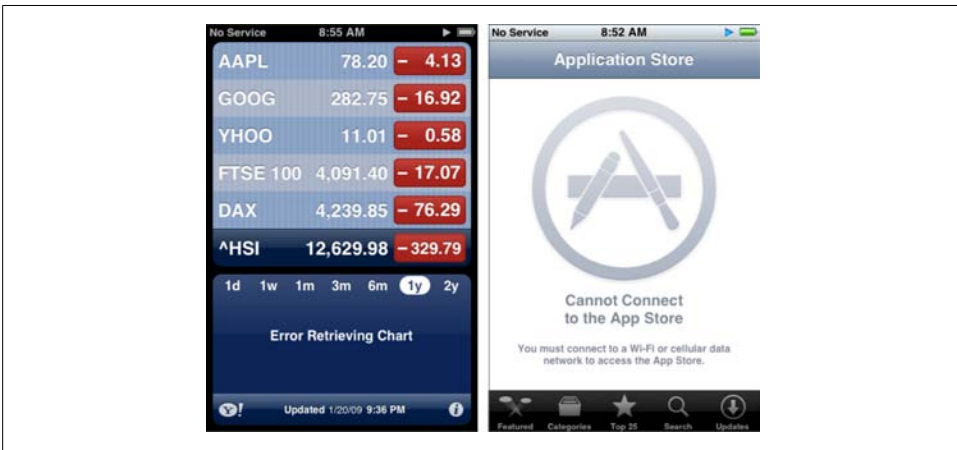 No Service 8:55 AM
AAPL 78.20 – 4.13
GOOG 282.75 – 16.92
YHOO 11.01 – 0.58
FTSE 100 4,091.40 – 17.07
DAX 4,239.85 – 76.29
^HSI 12,629.98 – 329.79
1d 1w 1m 3m 6m 1y 2y
Error Retrieving Chart
Y! Updated 1/20/09 9:36 PM i
No Service 8:52 AM
Application Store
Cannot Connect
to the App Store
You must connect to a Wi-Fi or cellular data
network to access the App Store.
Featured Categories Top 25 Search Updates